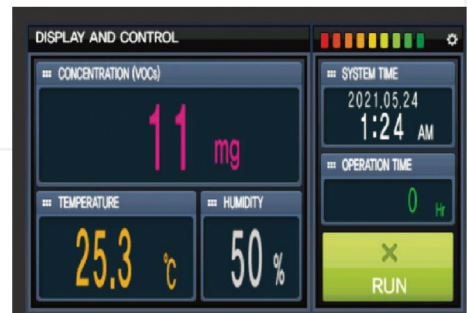 DISPLAY AND CONTROL
CONCENTRATION (VOCs)
11 mg
TEMPERATURE
25.3 ℃
HUMIDITY
50 %
SYSTEM TIME
2021.05.24
1:24 AM
OPERATION TIME
0 Hr
RUN